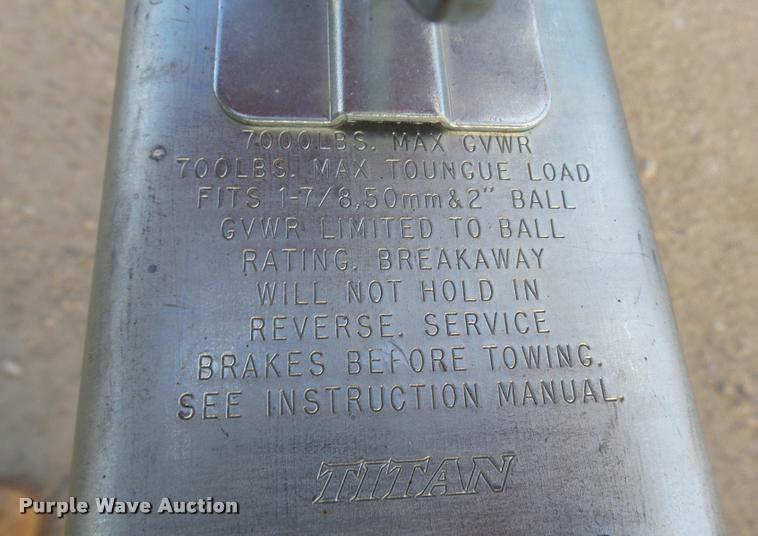 7000LBS. MAX GVWR
700LBS. MAX TOUNGUE LOAD
FITS 1-7/8,50mm&2" BALL
GVWR LIMITED TO BALL
RATING. BREAKAWAY
WILL NOT HOLD IN
REVERSE. SERVICE
BRAKES BEFORE TOWING.
SEE INSTRUCTION MANUAL.
TITAN
Purple Wave Auction